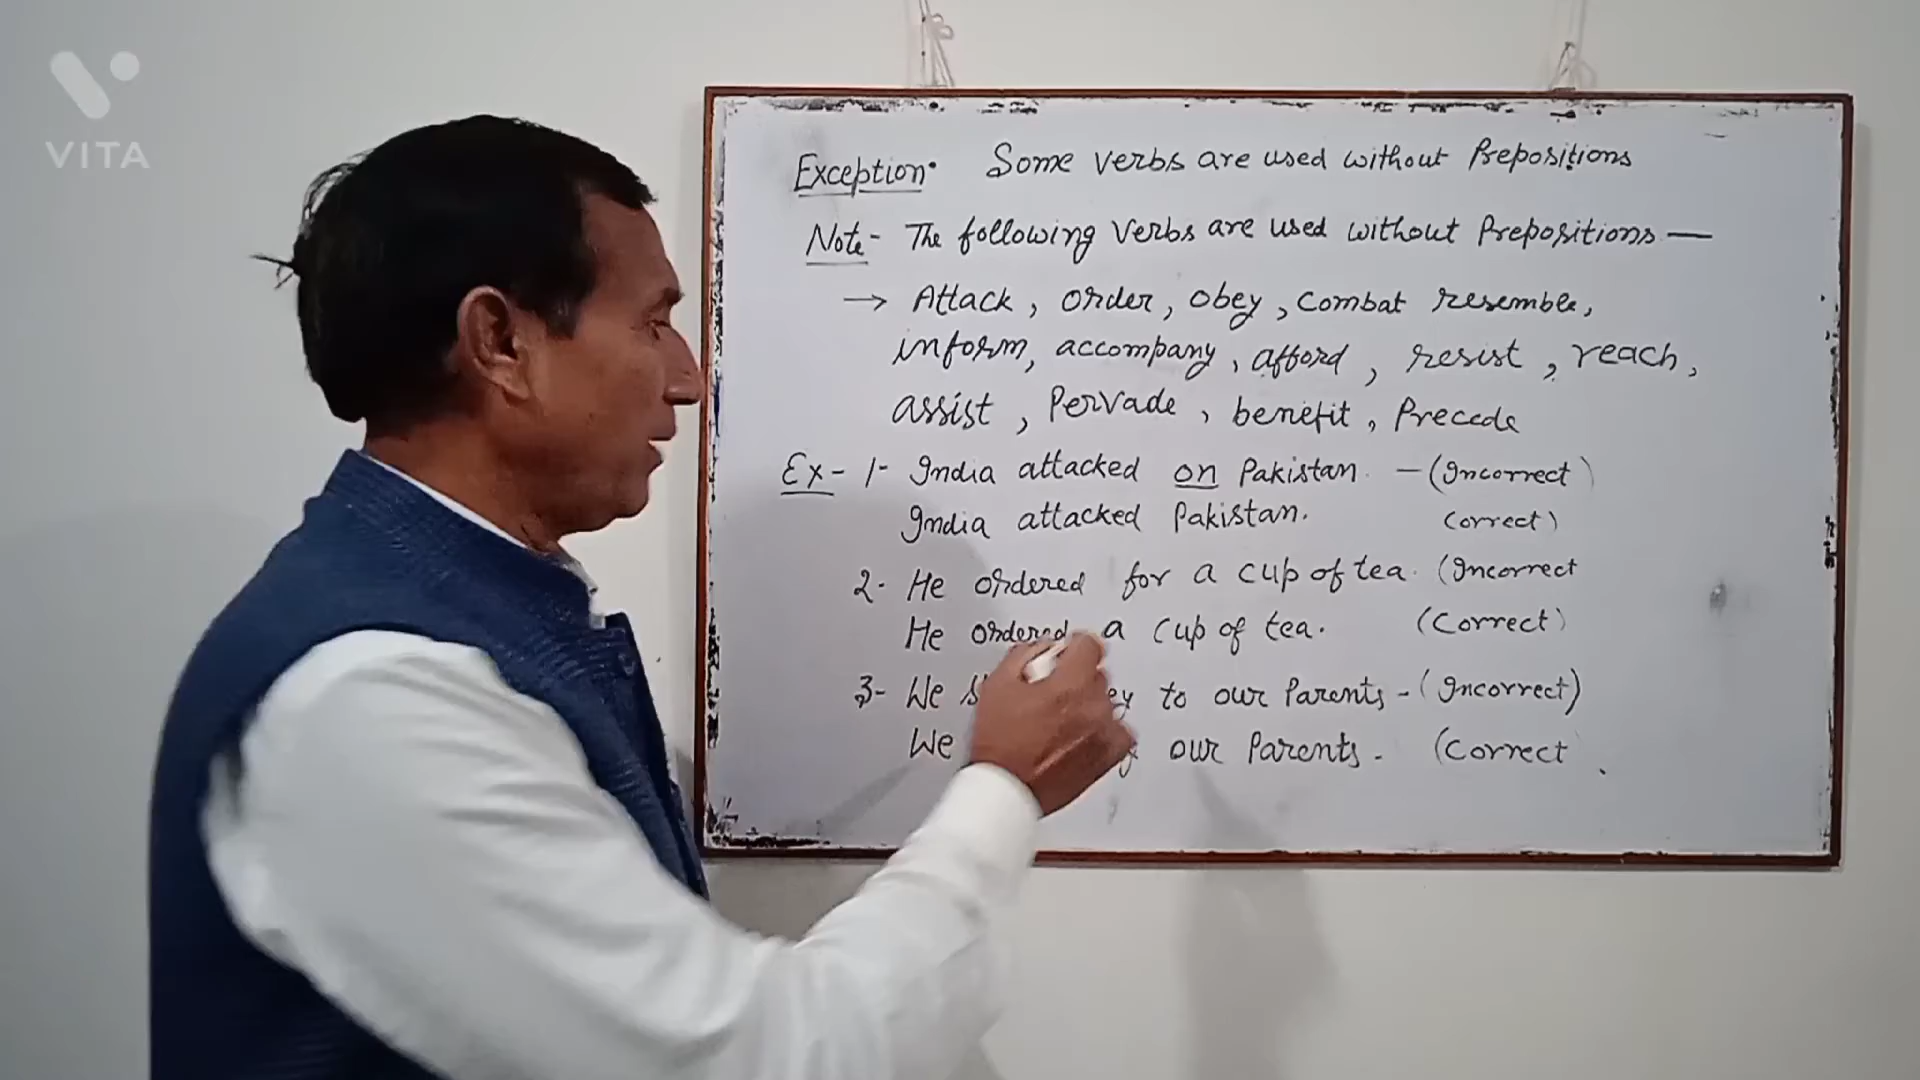 VITA
Exception. Some verbs are used without Prepositions
Note- The following verbs are used without Prepositions —
→ Attack, order, obey, combat resemble,
inform, accompany, afford, resist, reach,
assist, Pervade, benefit, Precede
Ex- 1- India attacked on Pakistan. — (Incorrect)
India attacked Pakistan. Correct)
2- He ordered for a cup of tea. (Incorrect
He ordered a cup of tea. (Correct)
3- We to our Parents - (Incorrect)
We our Parents. (Correct